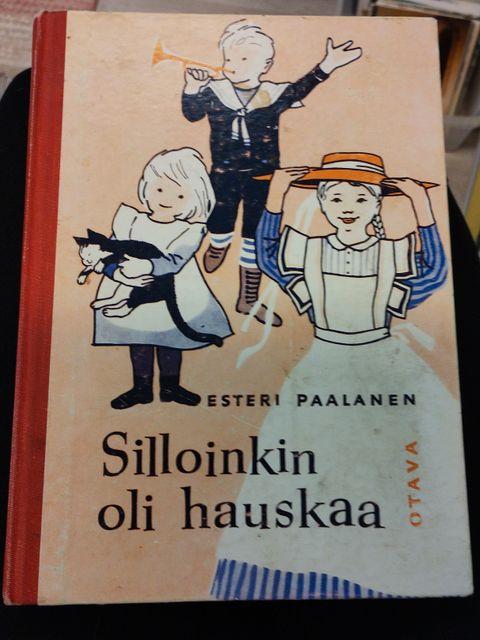 ESTERI PAALANEN
Silloinkin
oli hauskaa
OTAVA